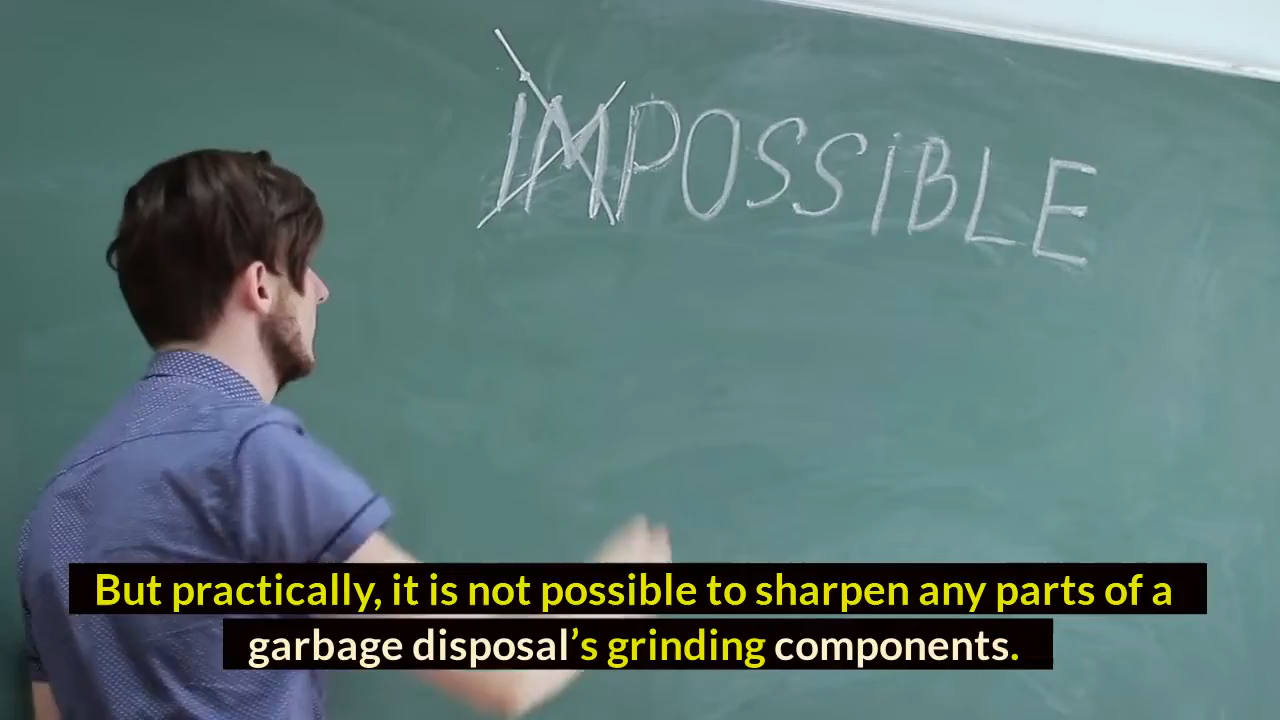 IMPOSSIBLE
But practically, it is not possible to sharpen any parts of a
garbage disposal’s grinding components.